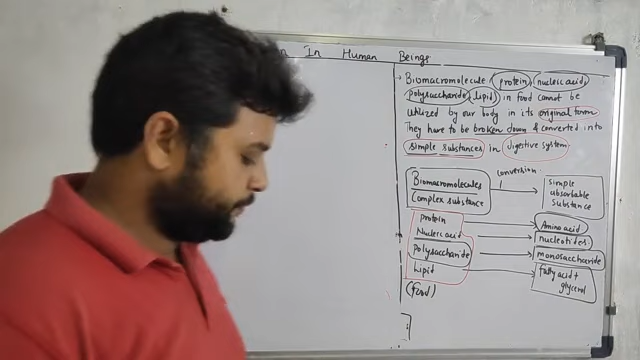 In Human Beings
Biomacromolecule (protein, nucleic acid,
polysaccharide, Lipid) in food cannot be
utilized by our body in its original form
They have to be broken down & converted into
simple substances in digestive system.
Biomacromolecules
Complex substance
conversion
simple
absorbable
substance
protein
Amino acid
Nucleic acid
nucleotides
Polysaccharide
monosaccharide
Lipid
fatty acid +
glycerol
(food)